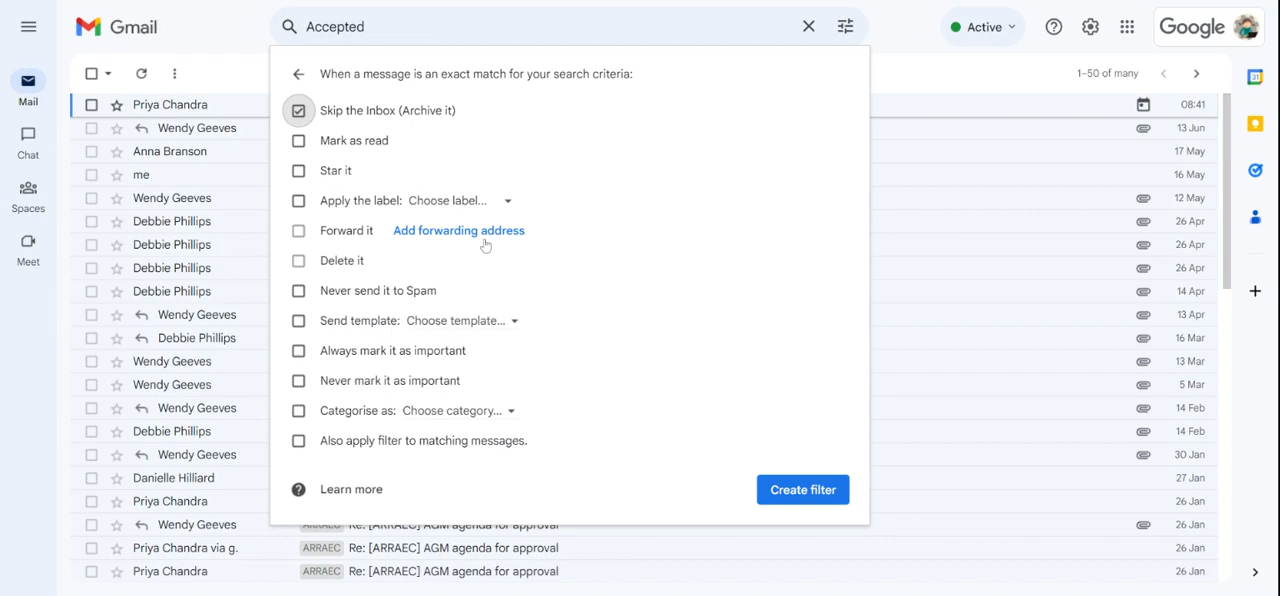 Gmail
Accepted
Active
Google
Mail
Chat
Spaces
Meet
1–50 of many
When a message is an exact match for your search criteria:
Skip the Inbox (Archive it)
Mark as read
Star it
Apply the label: Choose label...
Forward it Add forwarding address
Delete it
Never send it to Spam
Send template: Choose template...
Always mark it as important
Never mark it as important
Categorise as: Choose category...
Also apply filter to matching messages.
Learn more
Create filter
Priya Chandra 08:41
Wendy Geeves 13 Jun
Anna Branson 17 May
me 16 May
Wendy Geeves 12 May
Debbie Phillips 26 Apr
Debbie Phillips 26 Apr
Debbie Phillips 26 Apr
Debbie Phillips 14 Apr
Wendy Geeves 13 Apr
Debbie Phillips 16 Mar
Wendy Geeves 13 Mar
Wendy Geeves 5 Mar
Wendy Geeves 14 Feb
Debbie Phillips 14 Feb
Wendy Geeves 30 Jan
Danielle Hilliard 27 Jan
Priya Chandra 26 Jan
Wendy Geeves ARRAEC Re: [ARRAEC] AGM agenda for approval 26 Jan
Priya Chandra via g. ARRAEC Re: [ARRAEC] AGM agenda for approval 26 Jan
Priya Chandra ARRAEC Re: [ARRAEC] AGM agenda for approval 26 Jan
31